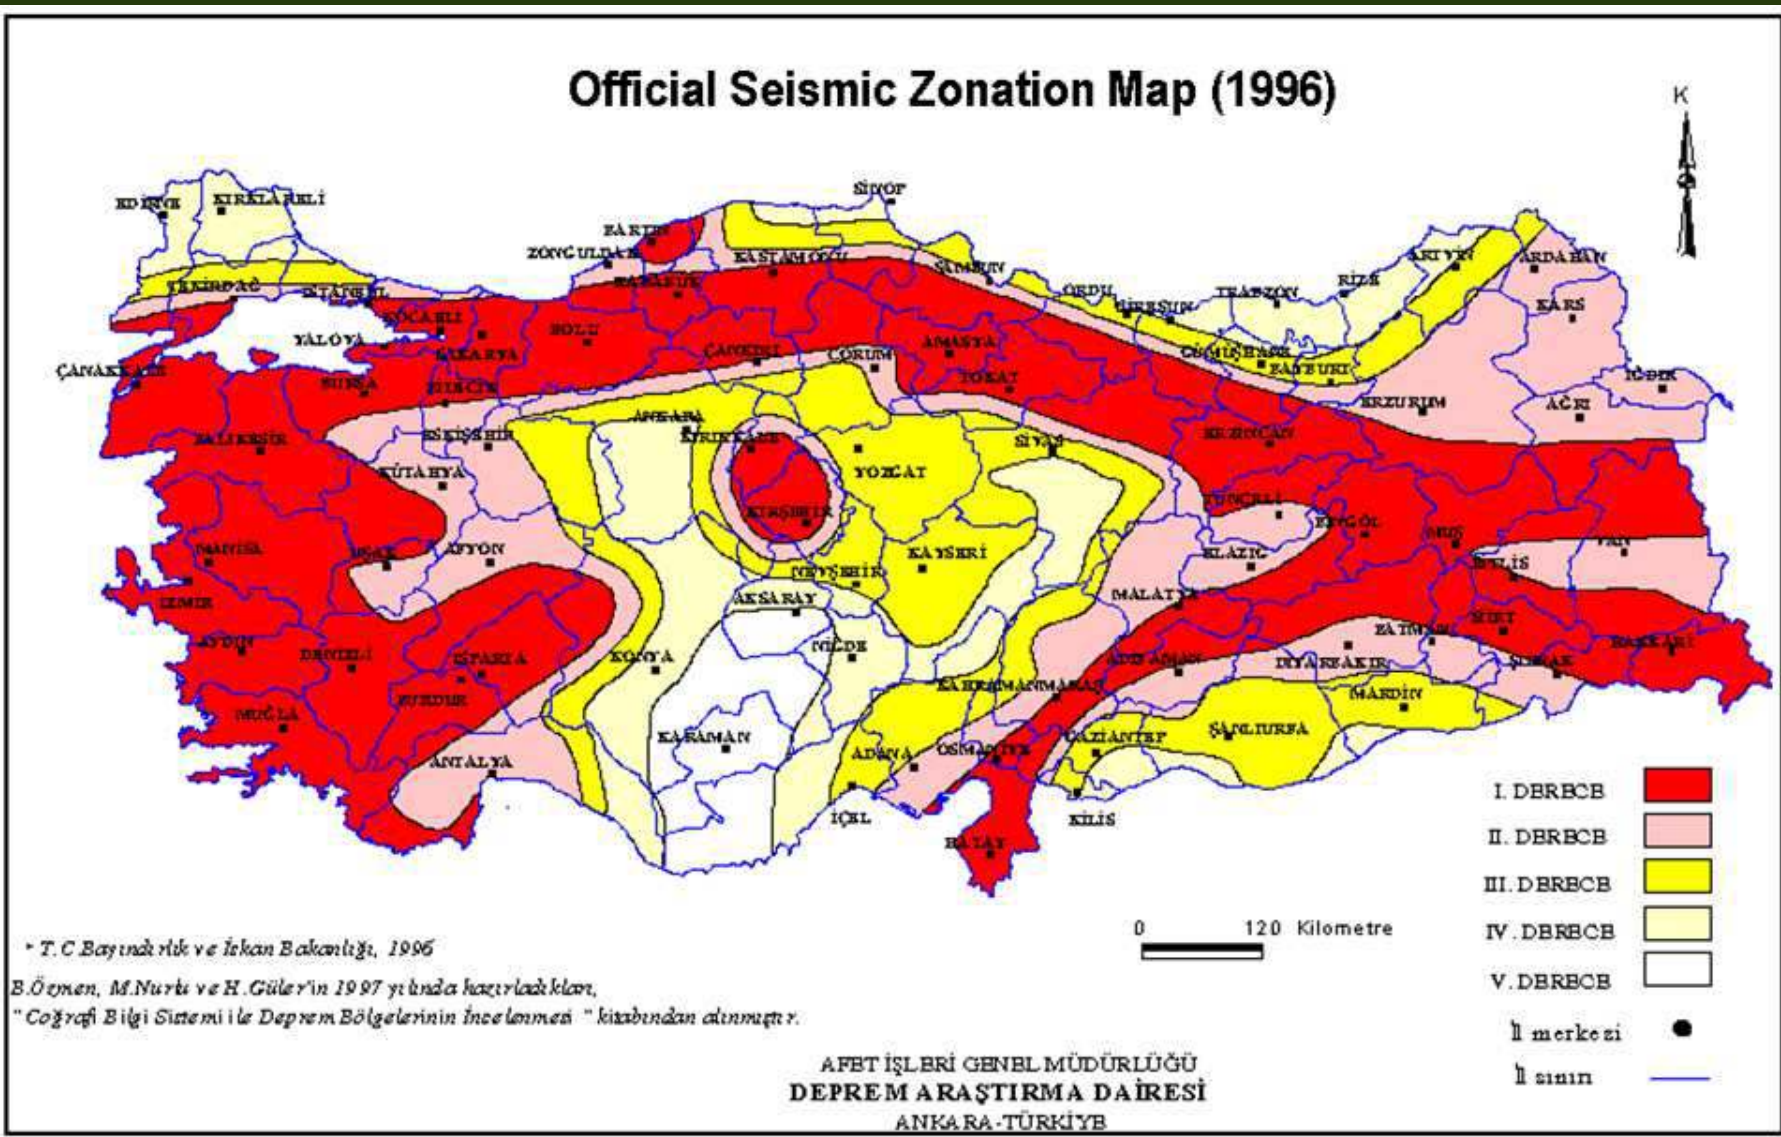 Official Seismic Zonation Map (1996)
K
SİNOP
EDİRNE
KIRKLARELİ
BARTIN
ZONGULDAK
KASTAMONU
ARTVİN
ARDAHAN
SAMSUN
TEKİRDAĞ
İSTANBUL
KARABÜK
ORDU
GİRESUN
TRABZON
RİZE
KARS
KOCAELİ
BOLU
YALOVA
SAKARYA
ÇANKIRI
ÇORUM
AMASYA
GÜMÜŞHANE
BAYBURT
ÇANAKKALE
BURSA
BİLECİK
TOKAT
IĞDIR
ERZURUM
AĞRI
ANKARA
KIRIKKALE
BALIKESİR
ESKİŞEHİR
SİVAS
ERZİNCAN
KÜTAHYA
YOZGAT
TUNCELİ
KIRŞEHİR
BİNGÖL
MUŞ
MANİSA
UŞAK
AFYON
KAYSERİ
ELAZIĞ
VAN
NEVŞEHİR
BİTLİS
İZMİR
AKSARAY
MALATYA
SİİRT
AYDIN
DENİZLİ
ISPARTA
KONYA
NİĞDE
ADIYAMAN
DİYARBAKIR
BATMAN
ŞIRNAK
HAKKARİ
BURDUR
KAHRAMANMARAŞ
MARDİN
MUĞLA
KARAMAN
ANTALYA
ADANA
OSMANİYE
GAZİANTEP
ŞANLIURFA
İÇEL
KİLİS
HATAY
I. DERECE
II. DERECE
III. DERECE
IV. DERECE
V. DERECE
İl merkezi
İl sınırı
0 120 Kilometre
* T.C.Bayındırlık ve İskan Bakanlığı, 1996
B.Özmen, M.Nurlu ve H.Güler'in 1997 yılında hazırladıkları,
" Coğrafi Bilgi Sistemi ile Deprem Bölgelerinin İncelenmesi " kitabından alınmıştır.
AFET İŞLERİ GENEL MÜDÜRLÜĞÜ
DEPREM ARAŞTIRMA DAİRESİ
ANKARA-TÜRKİYE